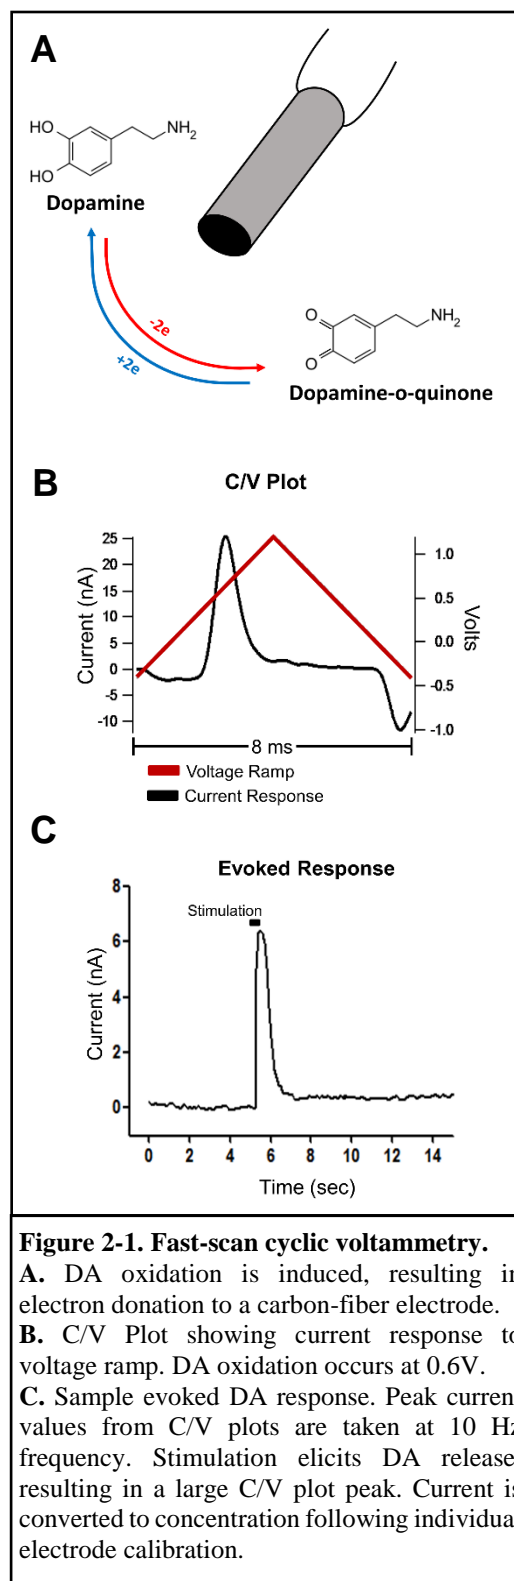 A
HO
HO
NH2
Dopamine
-2e
+2e
O
O
NH2
Dopamine-o-quinone
B
C/V Plot
Current (nA)
25
20
15
10
5
0
-5
-10
1.0
0.5
0.0
-0.5
-1.0
Volts
8 ms
Voltage Ramp
Current Response
C
Evoked Response
Stimulation
Current (nA)
8
6
4
2
0
0 2 4 6 8 10 12 14
Time (sec)
Figure 2-1. Fast-scan cyclic voltammetry.
A. DA oxidation is induced, resulting in
electron donation to a carbon-fiber electrode.
B. C/V Plot showing current response to
voltage ramp. DA oxidation occurs at 0.6V.
C. Sample evoked DA response. Peak current
values from C/V plots are taken at 10 Hz
frequency. Stimulation elicits DA release
resulting in a large C/V plot peak. Current is
converted to concentration following individual
electrode calibration.